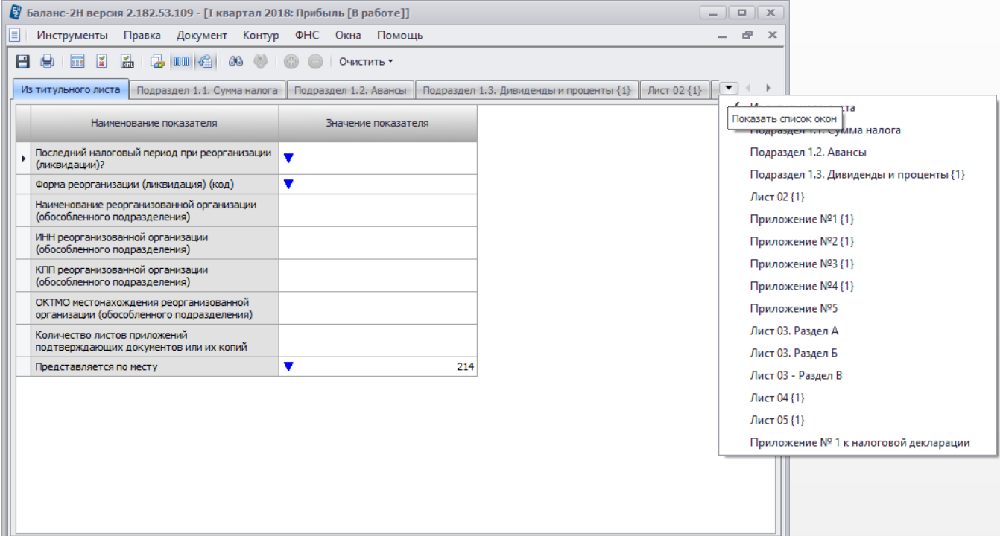 Баланс-2Н версия 2.182.53.109 - [I квартал 2018: Прибыль [В работе]]
Инструменты Правка Документ Контур ФНС Окна Помощь
Очистить
Из титульного листа Подраздел 1.1. Сумма налога Подраздел 1.2. Авансы Подраздел 1.3. Дивиденды и проценты {1} Лист 02 {1}
Наименование показателя Значение показателя
Последний налоговый период при реорганизации
(ликвидации)?
Форма реорганизации (ликвидация) (код)
Наименование реорганизованной организации
(обособленного подразделения)
ИНН реорганизованной организации
(обособленного подразделения)
КПП реорганизованной организации
(обособленного подразделения)
ОКТМО местонахождения реорганизованной
организации (обособленного подразделения)
Количество листов приложений
подтверждающих документов или их копий
Представляется по месту 214
Показать список окон
Подраздел 1.1. Сумма налога
Подраздел 1.2. Авансы
Подраздел 1.3. Дивиденды и проценты {1}
Лист 02 {1}
Приложение №1 {1}
Приложение №2 {1}
Приложение №3 {1}
Приложение №4 {1}
Приложение №5
Лист 03. Раздел А
Лист 03. Раздел Б
Лист 03 - Раздел В
Лист 04 {1}
Лист 05 {1}
Приложение № 1 к налоговой декларации